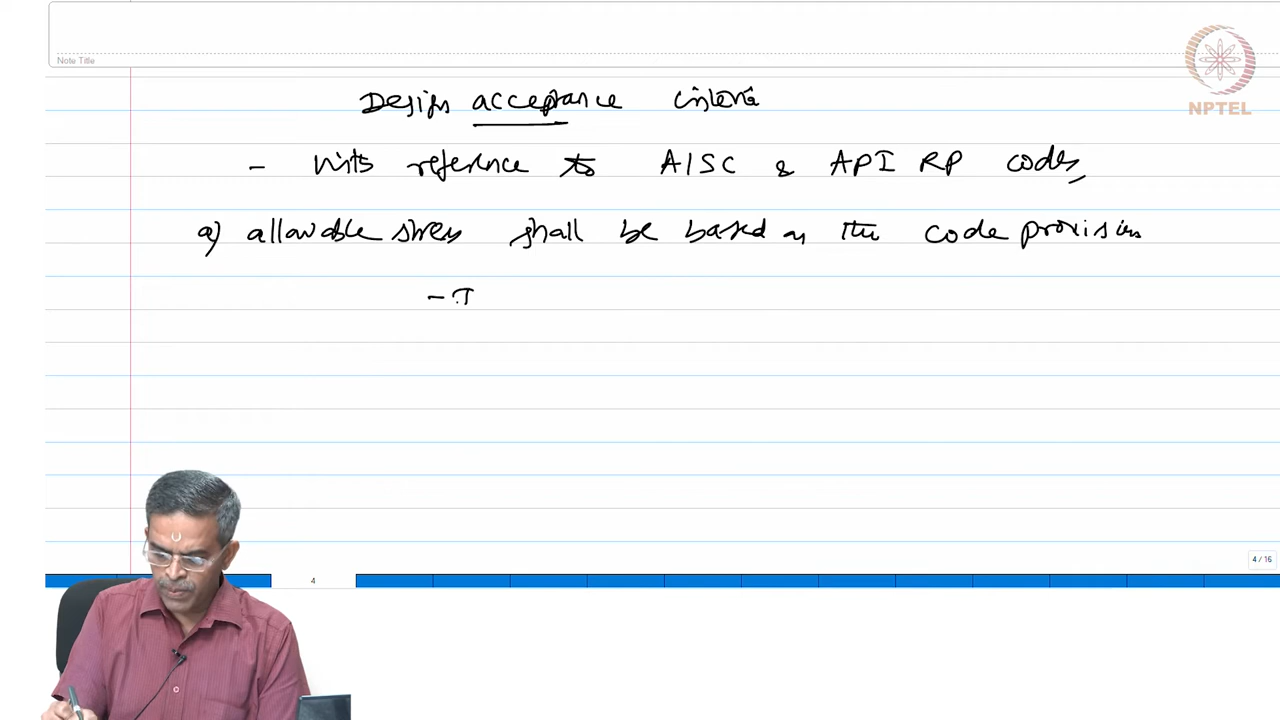 Note Title
NPTEL
Design acceptance criteria
- with reference to AISC & API RP codes,
a) allowable stress shall be based on the code provisions
- I
4 / 16
4